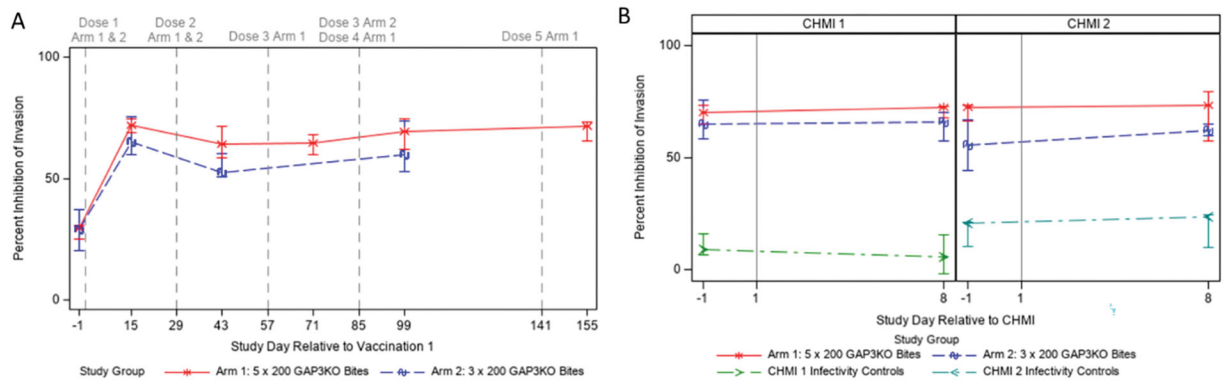 A
Dose 1
Arm 1 & 2
Dose 2
Arm 1 & 2
Dose 3 Arm 1
Dose 3 Arm 2
Dose 4 Arm 1
Dose 5 Arm 1
Percent Inhibition of Invasion
100
50
0
-1 15 29 43 57 71 85 99 141 155
Study Day Relative to Vaccination 1
Study Group Arm 1: 5 x 200 GAP3KO Bites Arm 2: 3 x 200 GAP3KO Bites
B
CHMI 1 CHMI 2
Percent Inhibition of Invasion
100
50
0
-1 1 8 -1 1 8
Study Day Relative to CHMI
Study Group
Arm 1: 5 x 200 GAP3KO Bites Arm 2: 3 x 200 GAP3KO Bites
CHMI 1 Infectivity Controls CHMI 2 Infectivity Controls